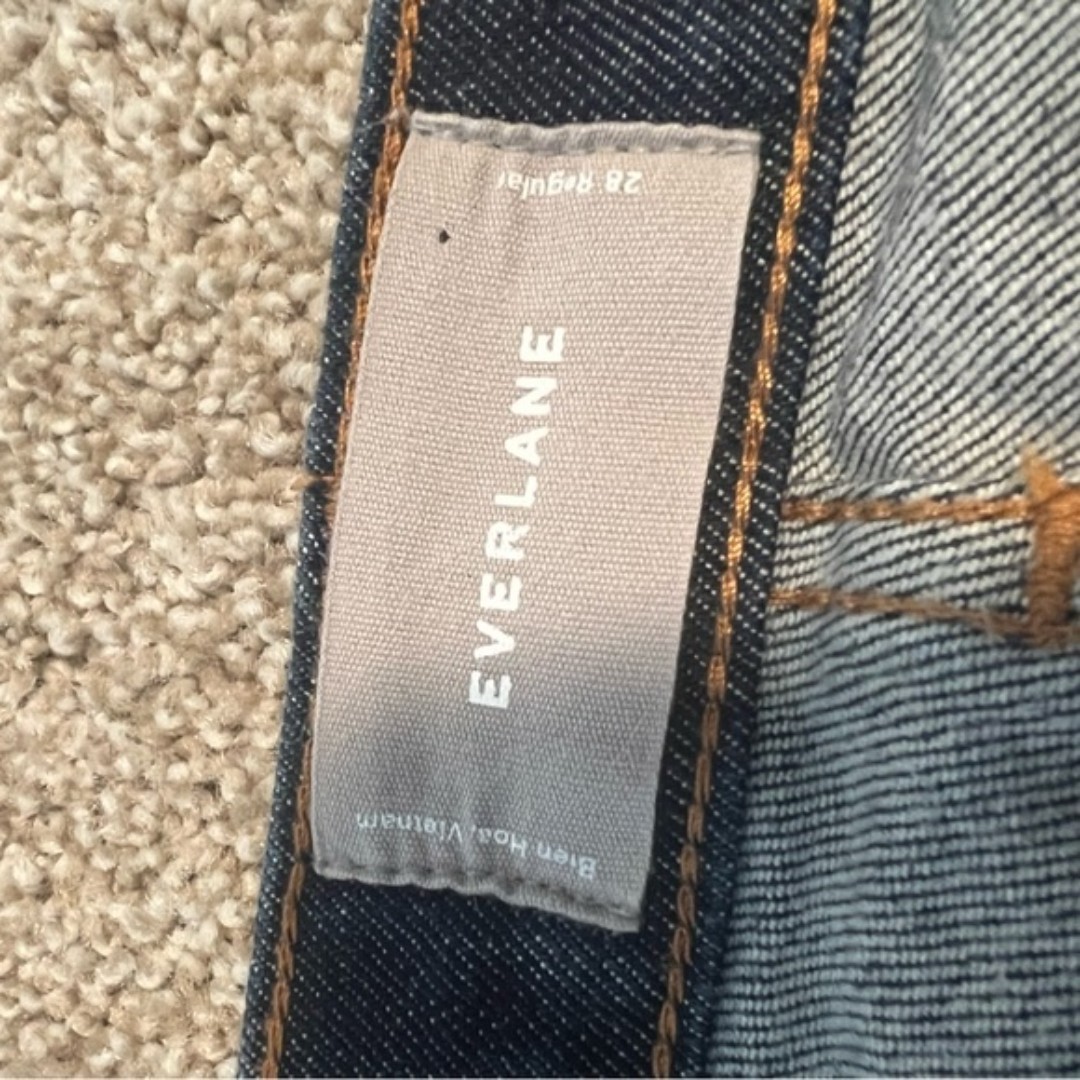 28 Regular
EVERLANE
Bien Hoa, Vietnam